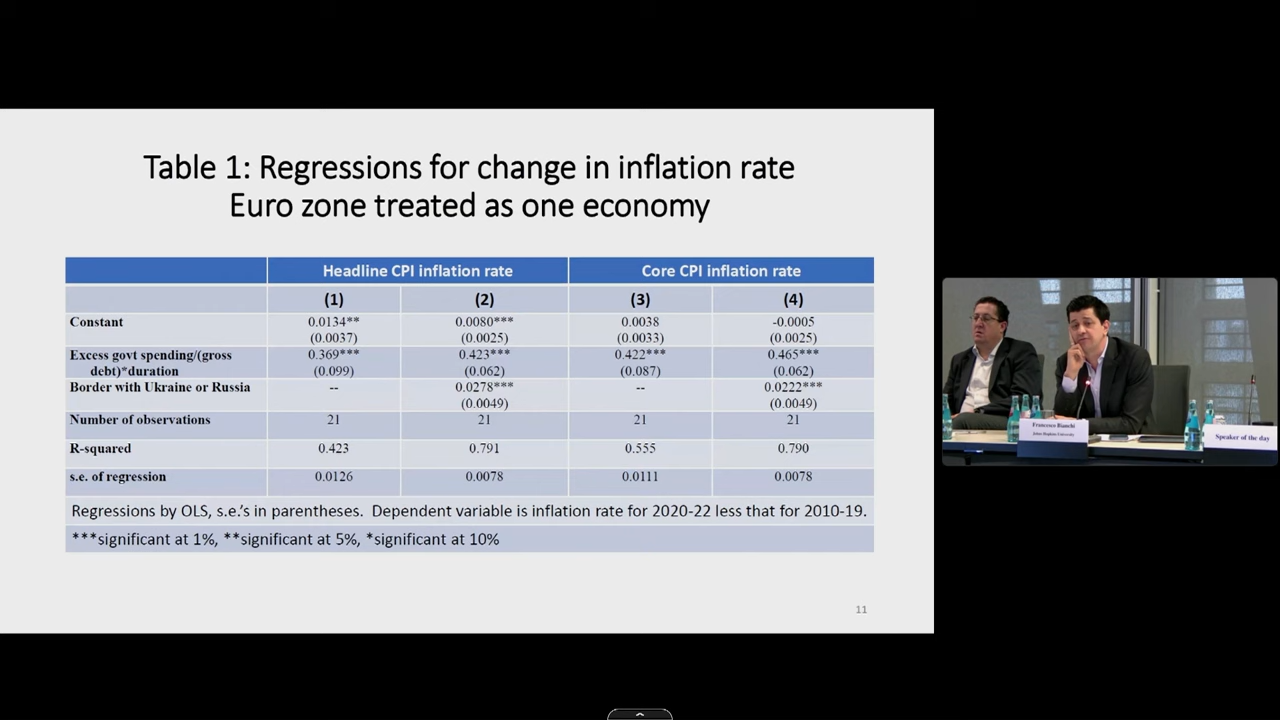 Table 1: Regressions for change in inflation rate
Euro zone treated as one economy
Headline CPI inflation rate Core CPI inflation rate
(1) (2) (3) (4)
Constant 0.0134** 0.0080*** 0.0038 -0.0005
(0.0037) (0.0025) (0.0033) (0.0025)
Excess govt spending/(gross 0.369*** 0.423*** 0.422*** 0.465***
debt)*duration (0.099) (0.062) (0.087) (0.062)
Border with Ukraine or Russia -- 0.0278*** -- 0.0222***
(0.0049) (0.0049)
Number of observations 21 21 21 21
R-squared 0.423 0.791 0.555 0.790
s.e. of regression 0.0126 0.0078 0.0111 0.0078
Regressions by OLS, s.e.'s in parentheses. Dependent variable is inflation rate for 2020-22 less that for 2010-19.
***significant at 1%, **significant at 5%, *significant at 10%
11
Francesco Bianchi
Johns Hopkins University
Speaker of the day